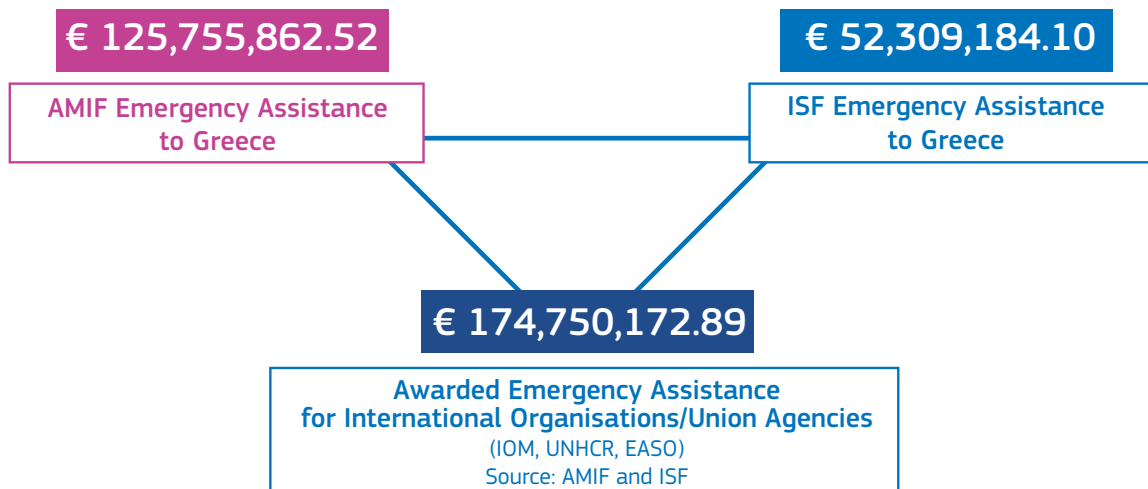 € 125,755,862.52
AMIF Emergency Assistance
to Greece
€ 52,309,184.10
ISF Emergency Assistance
to Greece
€ 174,750,172.89
Awarded Emergency Assistance
for International Organisations/Union Agencies
(IOM, UNHCR, EASO)
Source: AMIF and ISF